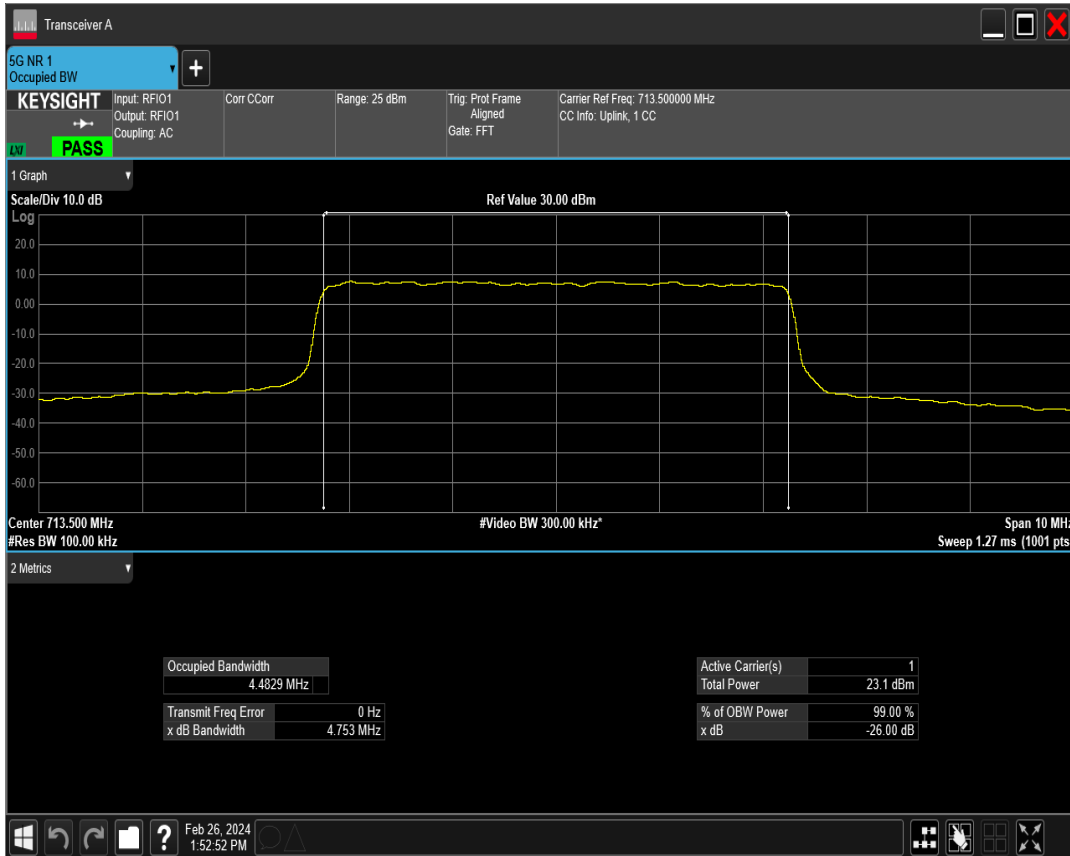 Transceiver A
5G NR 1
Occupied BW
KEYSIGHT
LXI
PASS
Input: RFIO1
Output: RFIO1
Coupling: AC
Corr CCorr
Range: 25 dBm
Trig: Prot Frame
Aligned
Gate: FFT
Carrier Ref Freq: 713.500000 MHz
CC Info: Uplink, 1 CC
1 Graph
Scale/Div 10.0 dB
Ref Value 30.00 dBm
Log
20.0
10.0
0.00
-10.0
-20.0
-30.0
-40.0
-50.0
-60.0
Center 713.500 MHz
#Video BW 300.00 kHz*
Span 10 MHz
#Res BW 100.00 kHz
Sweep 1.27 ms (1001 pts
2 Metrics
Occupied Bandwidth
4.4829 MHz
Transmit Freq Error 0 Hz
x dB Bandwidth 4.753 MHz
Active Carrier(s) 1
Total Power 23.1 dBm
% of OBW Power 99.00 %
x dB -26.00 dB
?
Feb 26, 2024
1:52:52 PM